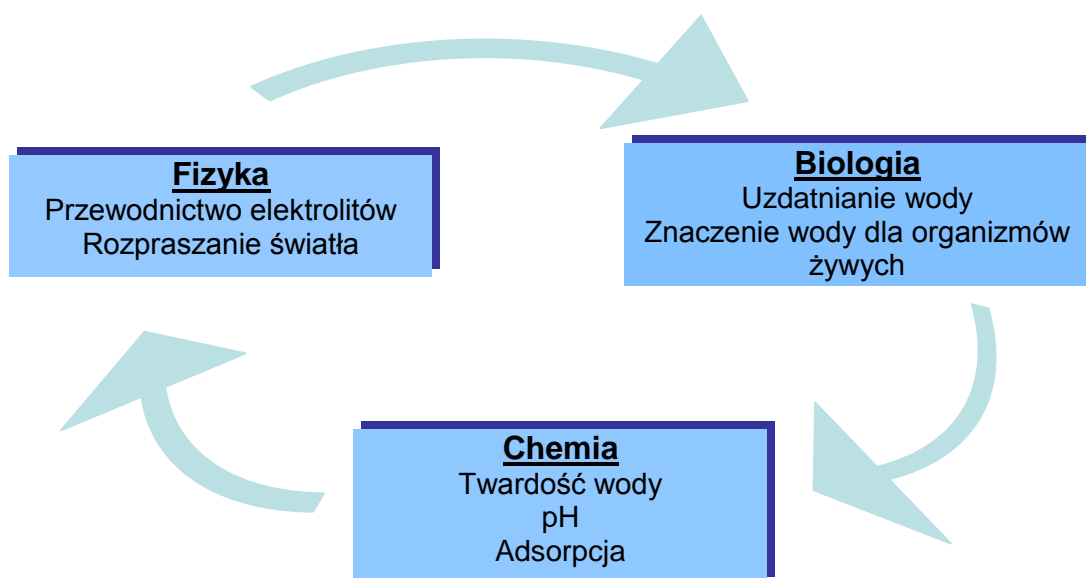 Fizyka
Przewodnictwo elektrolitów
Rozpraszanie światła
Biologia
Uzdatnianie wody
Znaczenie wody dla organizmów
żywych
Chemia
Twardość wody
pH
Adsorpcja